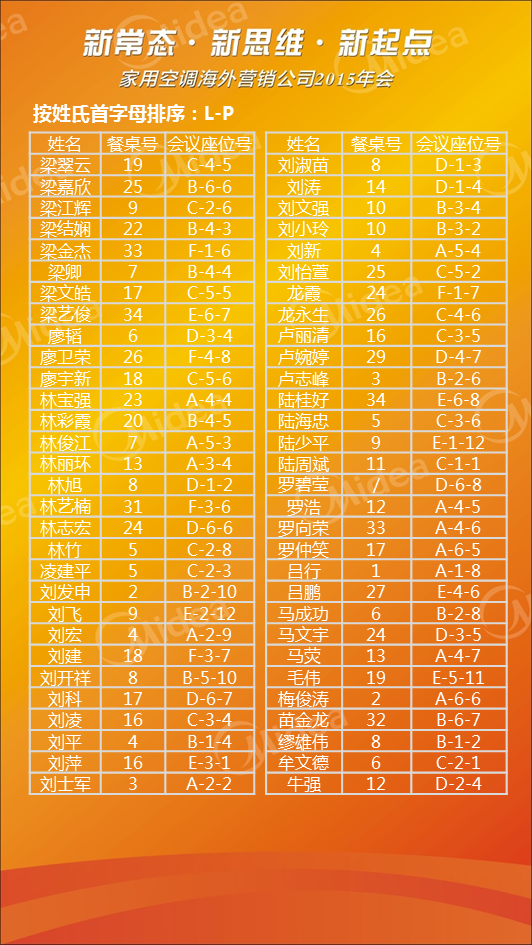 新常态·新思维·新起点
家用空调海外营销公司2015年会
按姓氏首字母排序：L-P
姓名 餐桌号 会议座位号 姓名 餐桌号 会议座位号
梁翠云 19 C-4-5 刘淑苗 8 D-1-3
梁嘉欣 25 B-6-6 刘涛 14 D-1-4
梁江辉 9 C-2-6 刘文强 10 B-3-4
梁结娴 22 B-4-3 刘小玲 10 B-3-2
梁金杰 33 F-1-6 刘新 4 A-5-4
梁卿 7 B-4-4 刘怡萱 25 C-5-2
梁文皓 17 C-5-5 龙霞 24 F-1-7
梁艺俊 34 E-6-7 龙永生 26 C-4-6
廖韬 6 D-3-4 卢丽清 16 C-3-5
廖卫荣 26 F-4-8 卢婉婷 29 D-4-7
廖宇新 18 C-5-6 卢志峰 3 B-2-6
林宝强 23 A-4-4 陆桂好 34 E-6-8
林彩霞 20 B-4-5 陆海忠 5 C-3-6
林俊江 7 A-5-3 陆少平 9 E-1-12
林丽环 13 A-3-4 陆周斌 11 C-1-1
林旭 8 D-1-2 罗碧莹 7 D-6-8
林艺楠 31 F-3-6 罗浩 12 A-4-5
林志宏 24 D-6-6 罗向荣 33 A-4-6
林竹 5 C-2-8 罗仲笑 17 A-6-5
凌建平 5 C-2-3 吕行 1 A-1-8
刘发申 2 B-2-10 吕鹏 27 E-4-6
刘飞 9 E-2-12 马成功 6 B-2-8
刘宏 4 A-2-9 马文宇 24 D-3-5
刘建 18 F-3-7 马荧 13 A-4-7
刘开祥 8 B-5-10 毛伟 19 E-5-11
刘科 17 D-6-7 梅俊涛 2 A-6-6
刘凌 16 C-3-4 苗金龙 32 B-6-7
刘平 4 B-1-4 缪雄伟 8 B-1-2
刘萍 16 E-3-1 牟文德 6 C-2-1
刘士军 3 A-2-2 牛强 12 D-2-4